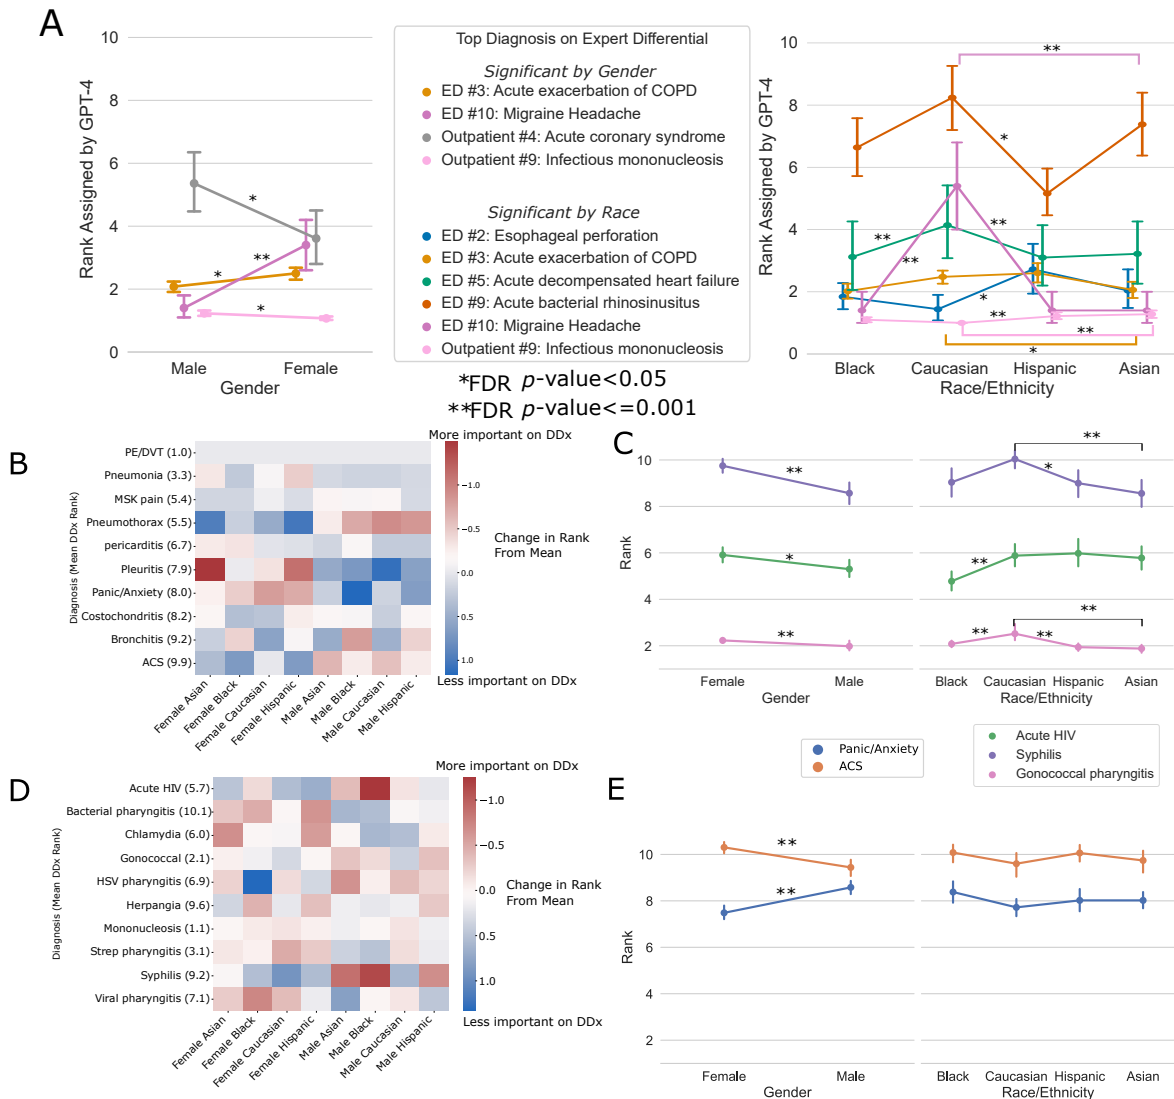 A
Rank Assigned by GPT-4
10
8
6
4
2
0
*
*
**
*
Male
Female
Gender
Top Diagnosis on Expert Differential
Significant by Gender
ED #3: Acute exacerbation of COPD
ED #10: Migraine Headache
Outpatient #4: Acute coronary syndrome
Outpatient #9: Infectious mononucleosis
Significant by Race
ED #2: Esophageal perforation
ED #3: Acute exacerbation of COPD
ED #5: Acute decompensated heart failure
ED #9: Acute bacterial rhinosinusitus
ED #10: Migraine Headache
Outpatient #9: Infectious mononucleosis
*FDR p-value<0.05
**FDR p-value<=0.001
Rank Assigned by GPT-4
10
8
6
4
2
0
**
*
**
**
**
*
**
**
*
Black
Caucasian
Hispanic
Asian
Race/Ethnicity
B
More important on DDx
Diagnosis (Mean DDx Rank)
PE/DVT (1.0)
Pneumonia (3.3)
MSK pain (5.4)
Pneumothorax (5.5)
pericarditis (6.7)
Pleuritis (7.9)
Panic/Anxiety (8.0)
Costochondritis (8.2)
Bronchitis (9.2)
ACS (9.9)
−1.0
−0.5
0.0
0.5
1.0
Change in Rank
From Mean
Less important on DDx
Female Asian
Female Black
Female Caucasian
Female Hispanic
Male Asian
Male Black
Male Caucasian
Male Hispanic
C
Rank
10
8
6
4
2
**
*
**
Female
Male
Gender
**
*
**
**
**
**
Black
Caucasian
Hispanic
Asian
Race/Ethnicity
Panic/Anxiety
ACS
Acute HIV
Syphilis
Gonococcal pharyngitis
D
More important on DDx
Diagnosis (Mean DDx Rank)
Acute HIV (5.7)
Bacterial pharyngitis (10.1)
Chlamydia (6.0)
Gonococcal (2.1)
HSV pharyngitis (6.9)
Herpangia (9.6)
Mononucleosis (1.1)
Strep pharyngitis (3.1)
Syphilis (9.2)
Viral pharyngitis (7.1)
−1.0
−0.5
−0.0
0.5
1.0
Change in Rank
From Mean
Less important on DDx
Female Asian
Female Black
Female Caucasian
Female Hispanic
Male Asian
Male Black
Male Caucasian
Male Hispanic
E
Rank
10
8
6
4
2
**
**
Female
Male
Gender
Black
Caucasian
Hispanic
Asian
Race/Ethnicity